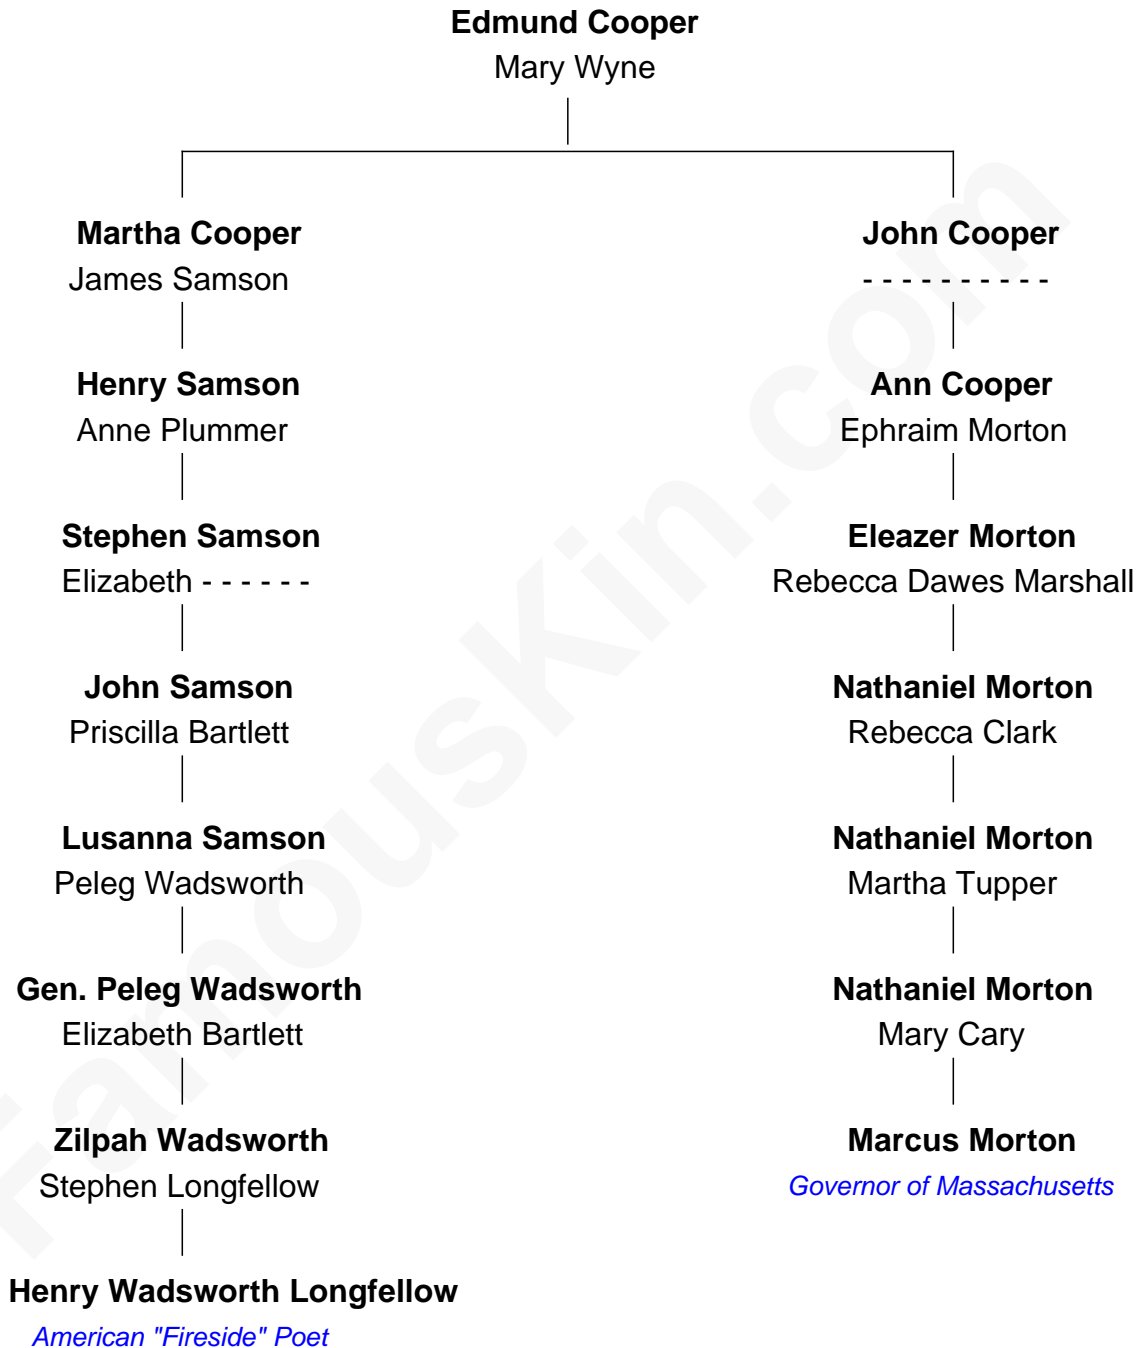 Edmund Cooper
Mary Wyne
Martha Cooper
James Samson
Henry Samson
Anne Plummer
Stephen Samson
Elizabeth - - - - - -
John Samson
Priscilla Bartlett
Lusanna Samson
Peleg Wadsworth
Gen. Peleg Wadsworth
Elizabeth Bartlett
Zilpah Wadsworth
Stephen Longfellow
Henry Wadsworth Longfellow
American "Fireside" Poet
John Cooper
- - - - - - - - - -
Ann Cooper
Ephraim Morton
Eleazer Morton
Rebecca Dawes Marshall
Nathaniel Morton
Rebecca Clark
Nathaniel Morton
Martha Tupper
Nathaniel Morton
Mary Cary
Marcus Morton
Governor of Massachusetts
FamousKin.com